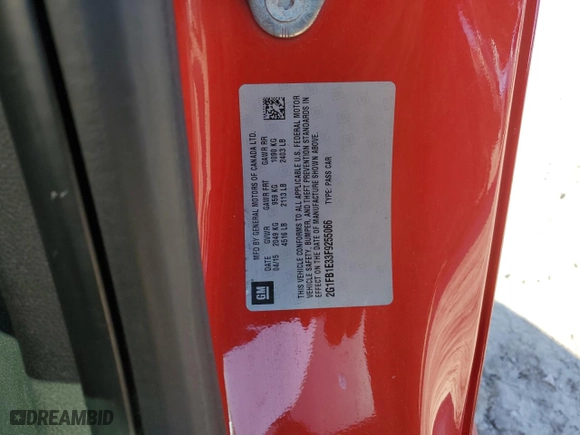 MFD BY GENERAL MOTORS OF CANADA LTD.
DATE GVWR GAWR FRT GAWR RR
04/15 2049 KG 959 KG 1090 KG
4516 LB 2113 LB 2403 LB
THIS VEHICLE CONFORMS TO ALL APPLICABLE U.S. FEDERAL MOTOR
VEHICLE SAFETY, BUMPER, AND THEFT PREVENTION STANDARDS IN
EFFECT ON THE DATE OF MANUFACTURE SHOWN ABOVE.
2G1FB1E33F9255066 TYPE: PASS CAR
GM
DREAMBID